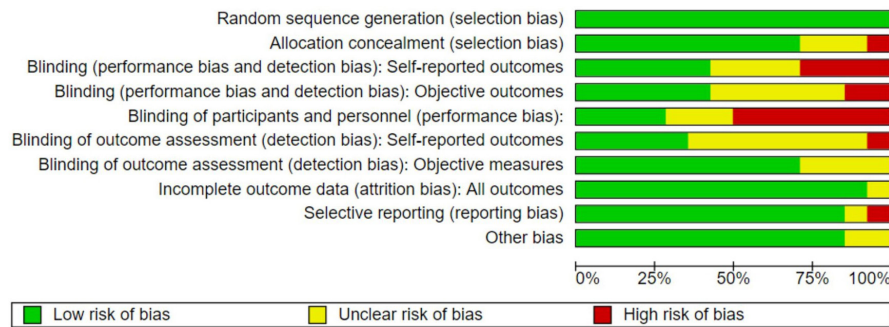 Random sequence generation (selection bias)
Allocation concealment (selection bias)
Blinding (performance bias and detection bias): Self-reported outcomes
Blinding (performance bias and detection bias): Objective outcomes
Blinding of participants and personnel (performance bias):
Blinding of outcome assessment (detection bias): Self-reported outcomes
Blinding of outcome assessment (detection bias): Objective measures
Incomplete outcome data (attrition bias): All outcomes
Selective reporting (reporting bias)
Other bias
0% 25% 50% 75% 100%
Low risk of bias Unclear risk of bias High risk of bias